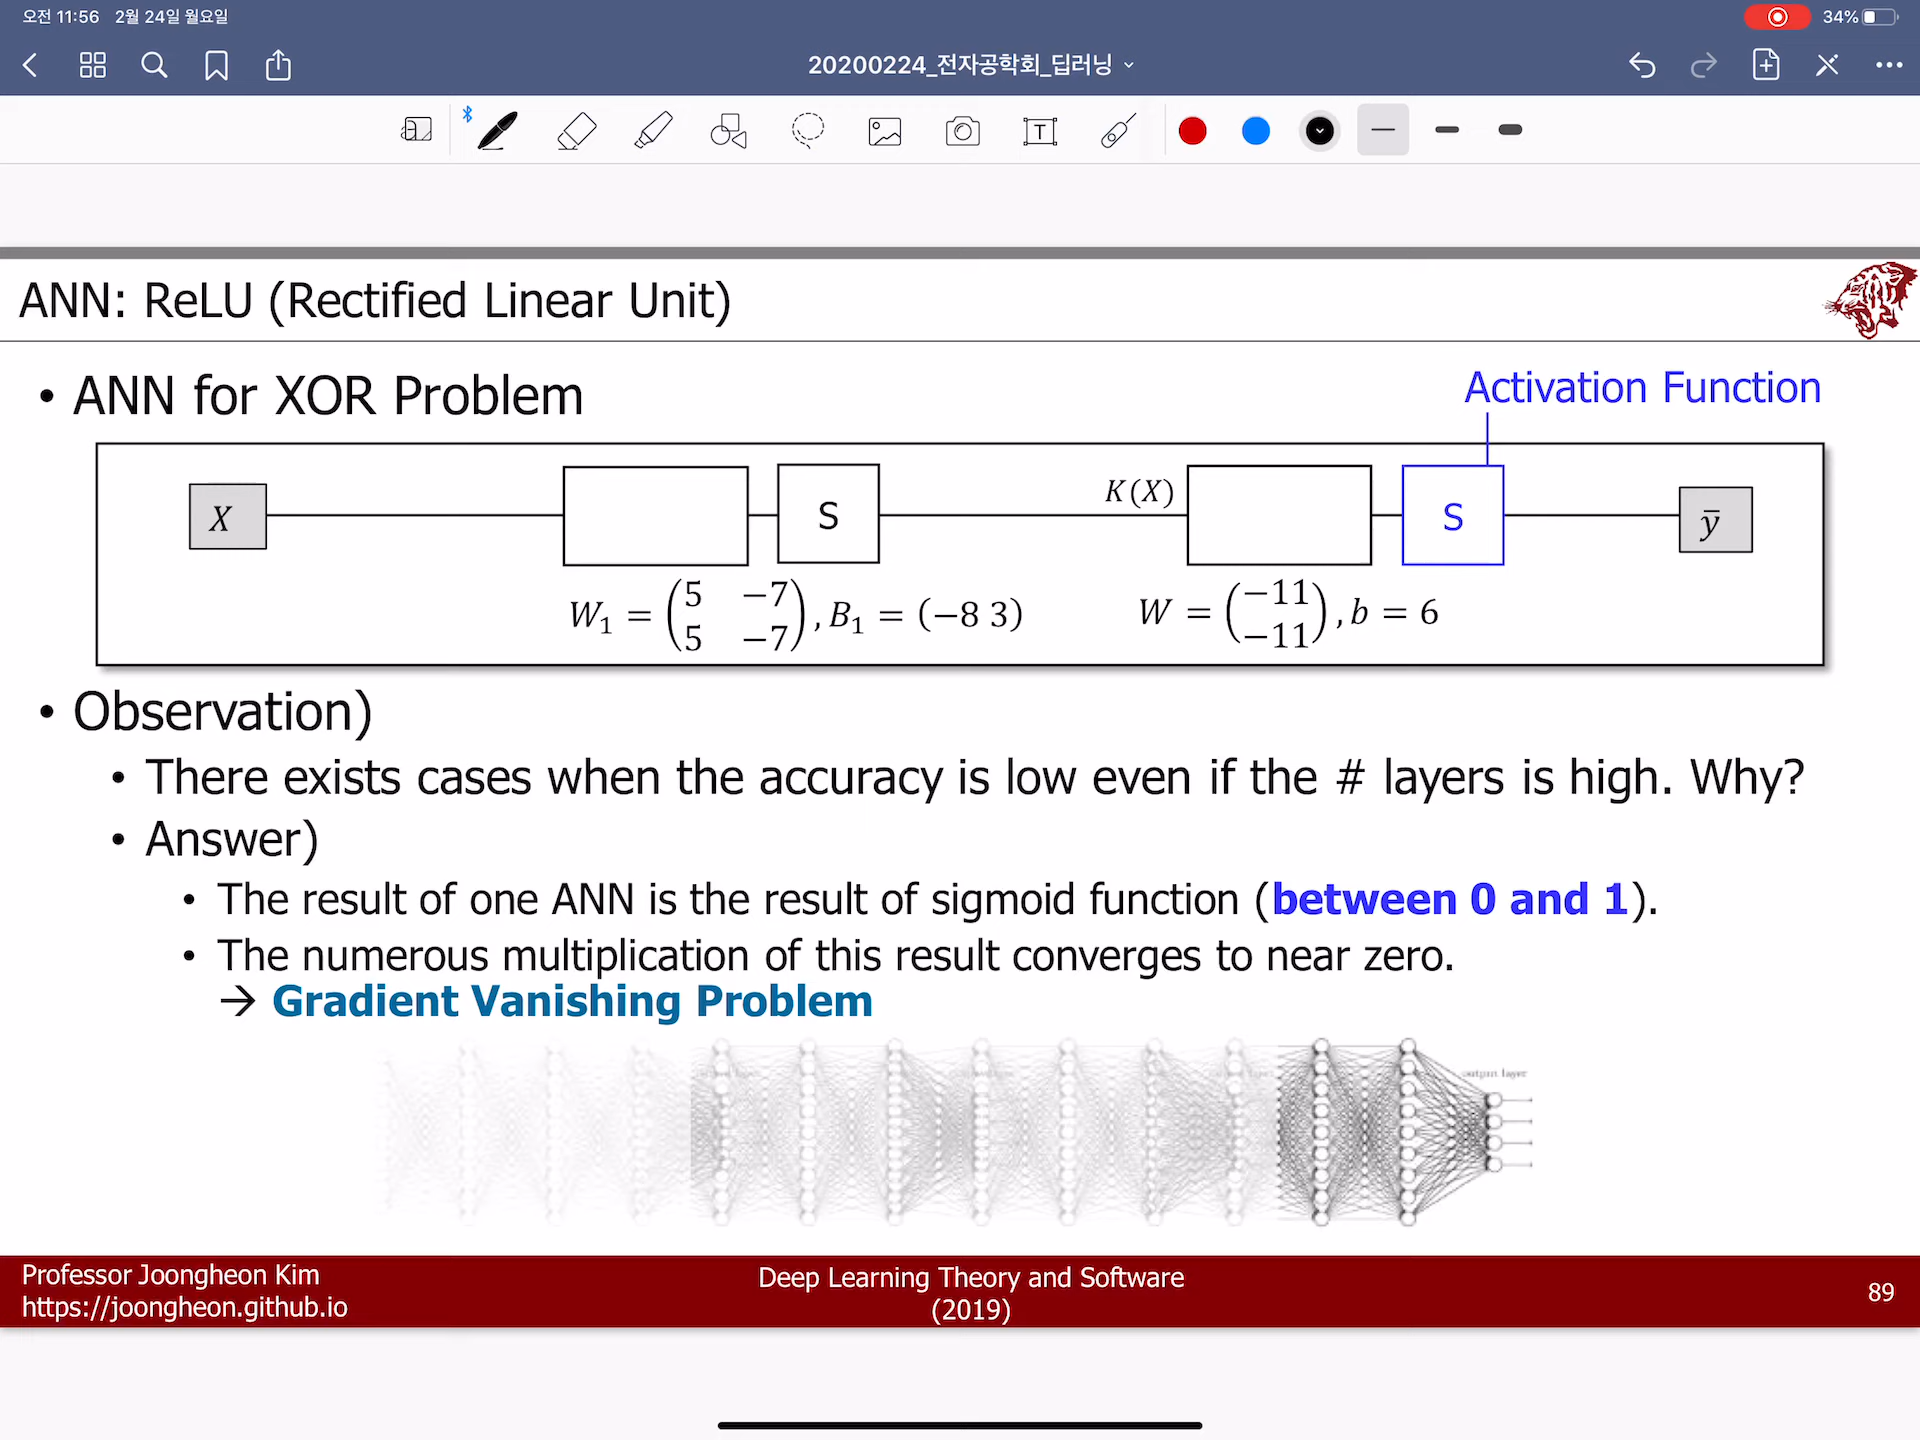 오전 11:56 2월 24일 월요일
34%
20200224_전자공학회_딥러닝
ANN: ReLU (Rectified Linear Unit)
• ANN for XOR Problem
Activation Function
X
S
K(X)
S
ȳ
W₁ = (5 −7
5 −7), B₁ = (−8 3)
W = (−11
−11), b = 6
• Observation)
• There exists cases when the accuracy is low even if the # layers is high. Why?
• Answer)
• The result of one ANN is the result of sigmoid function (between 0 and 1).
• The numerous multiplication of this result converges to near zero.
→ Gradient Vanishing Problem
output layer
Professor Joongheon Kim
https://joongheon.github.io
Deep Learning Theory and Software
(2019)
89